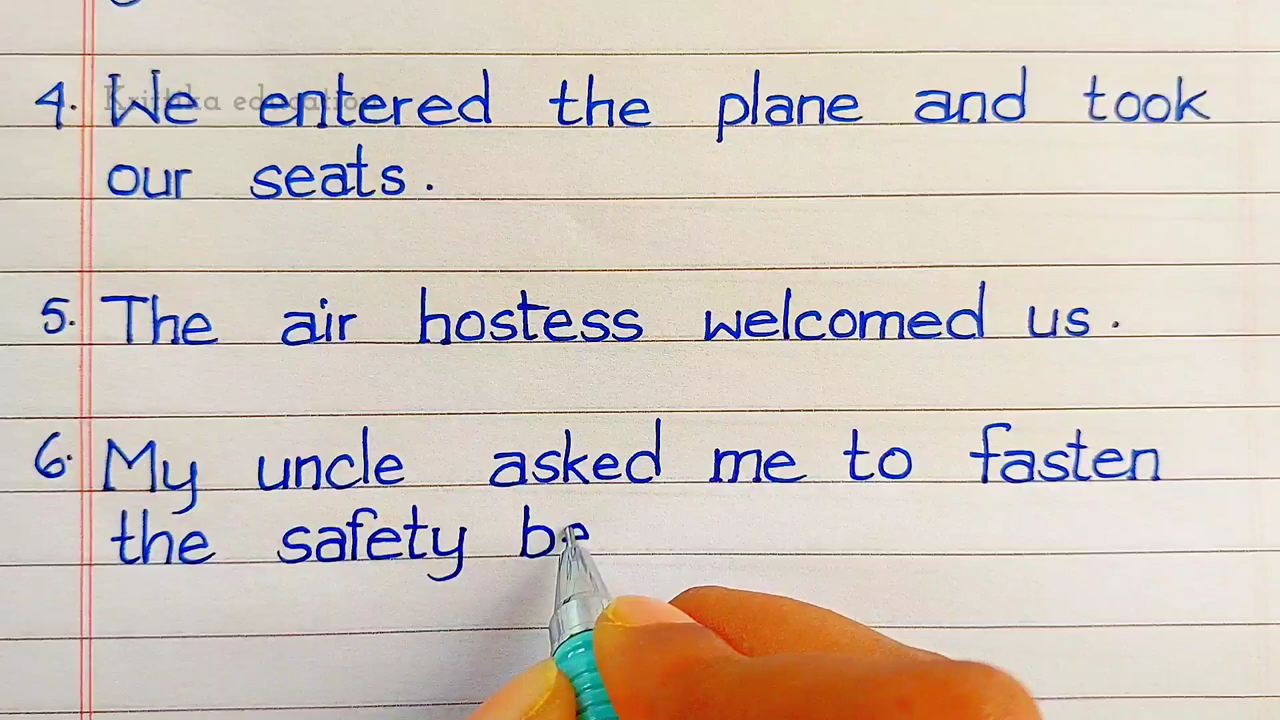 4. We entered the plane and took
our seats.
5. The air hostess welcomed us.
6. My uncle asked me to fasten
the safety be